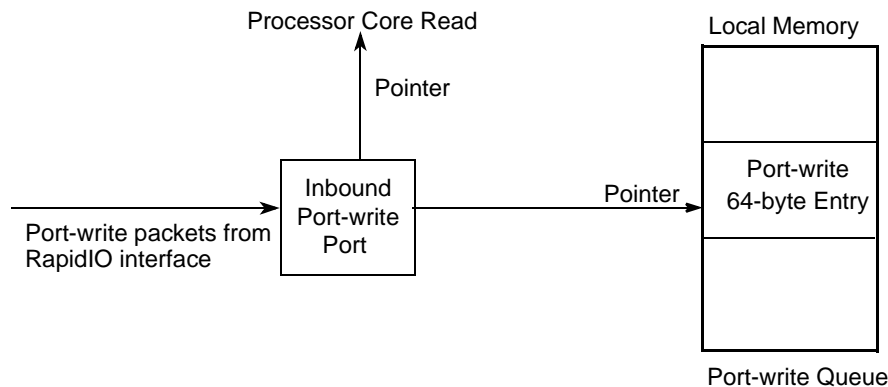 Processor Core Read
Local Memory
Pointer
Inbound
Port-write
Port
Pointer
Port-write
64-byte Entry
Port-write packets from
RapidIO interface
Port-write Queue